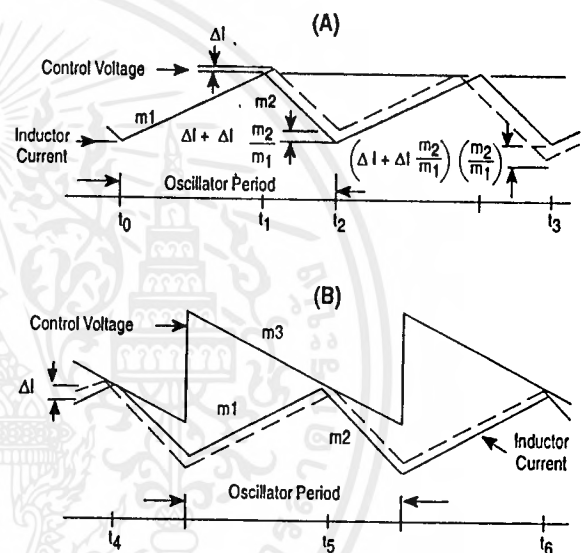 (A)
ΔI
Control Voltage
m1
m2
Inductor
Current
ΔI + ΔI m2/m1
(ΔI + ΔI m2/m1) (m2/m1)
Oscillator Period
t0 t1 t2 t3
(B)
Control Voltage
m3
ΔI
m1
m2
Inductor
Current
Oscillator Period
t4 t5 t6